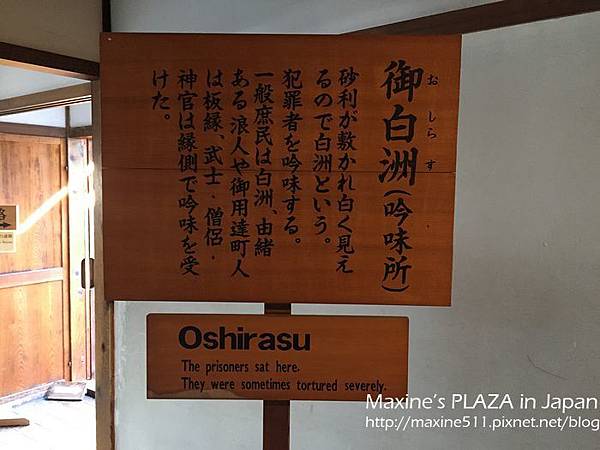 御白洲(吟味所)
おしらす
砂利が敷かれ白く見え
るので白洲という。
犯罪者を吟味する。
一般庶民は白洲、由緒
ある浪人や御用達町人
は板縁、武士・僧侶・
神官は縁側で吟味を受
けた。
Oshirasu
The prisoners sat here.
They were sometimes tortured severely.
Maxine's PLAZA in Japan
http://maxine511.pixnet.net/blog